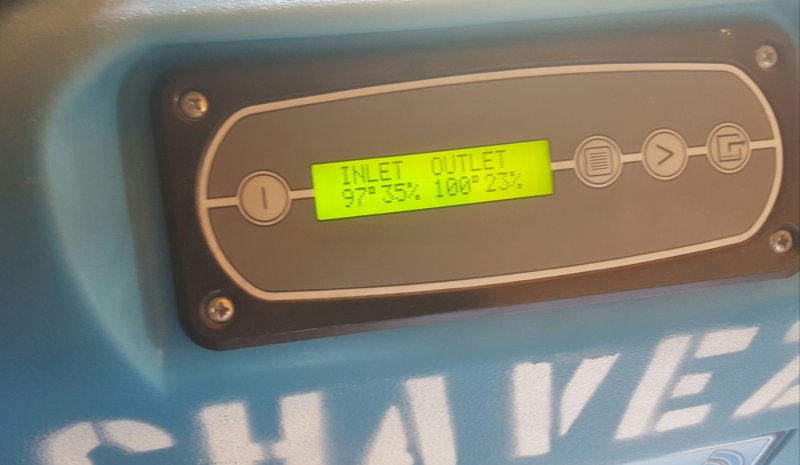 INLET OUTLET
97° 35% 100° 23%
CHAVEZ